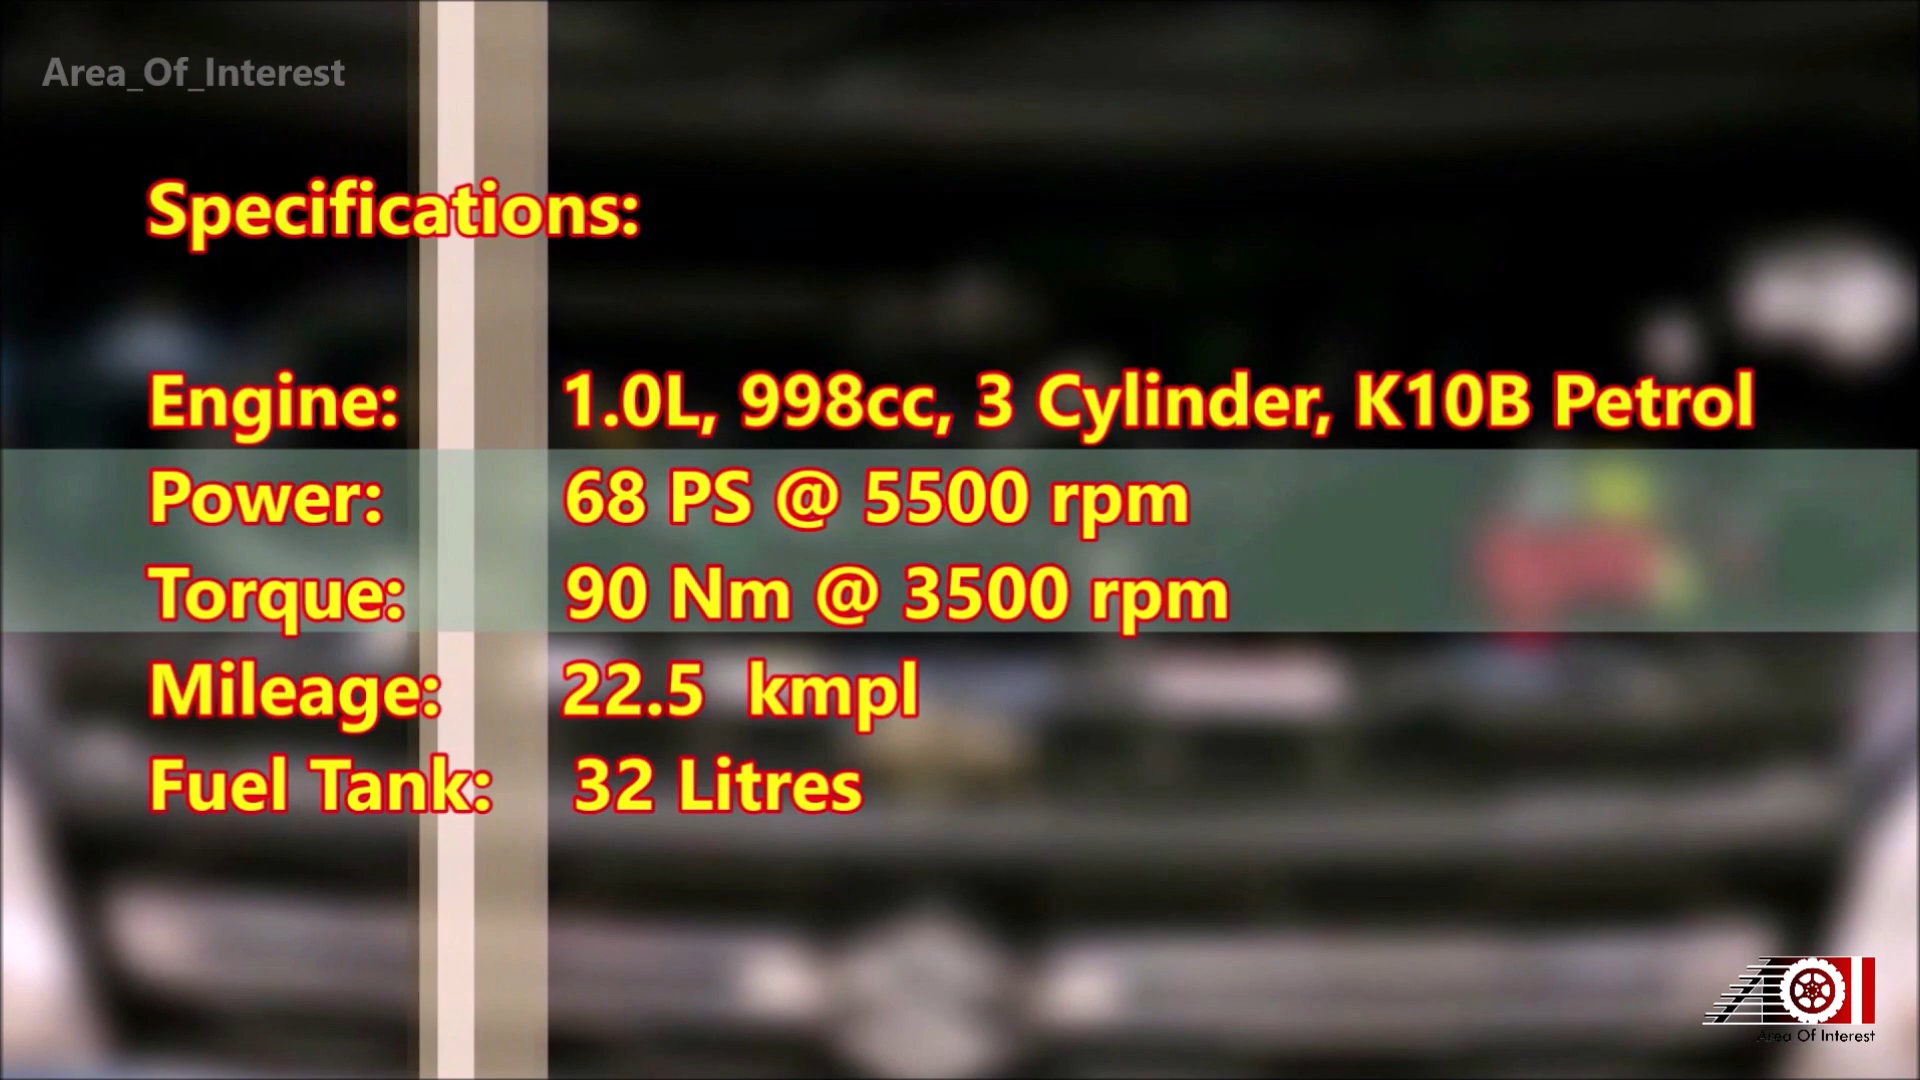 Area_Of_Interest
Specifications:
Engine: 1.0L, 998cc, 3 Cylinder, K10B Petrol
Power: 68 PS @ 5500 rpm
Torque: 90 Nm @ 3500 rpm
Mileage: 22.5 kmpl
Fuel Tank: 32 Litres
AOI
Area Of Interest